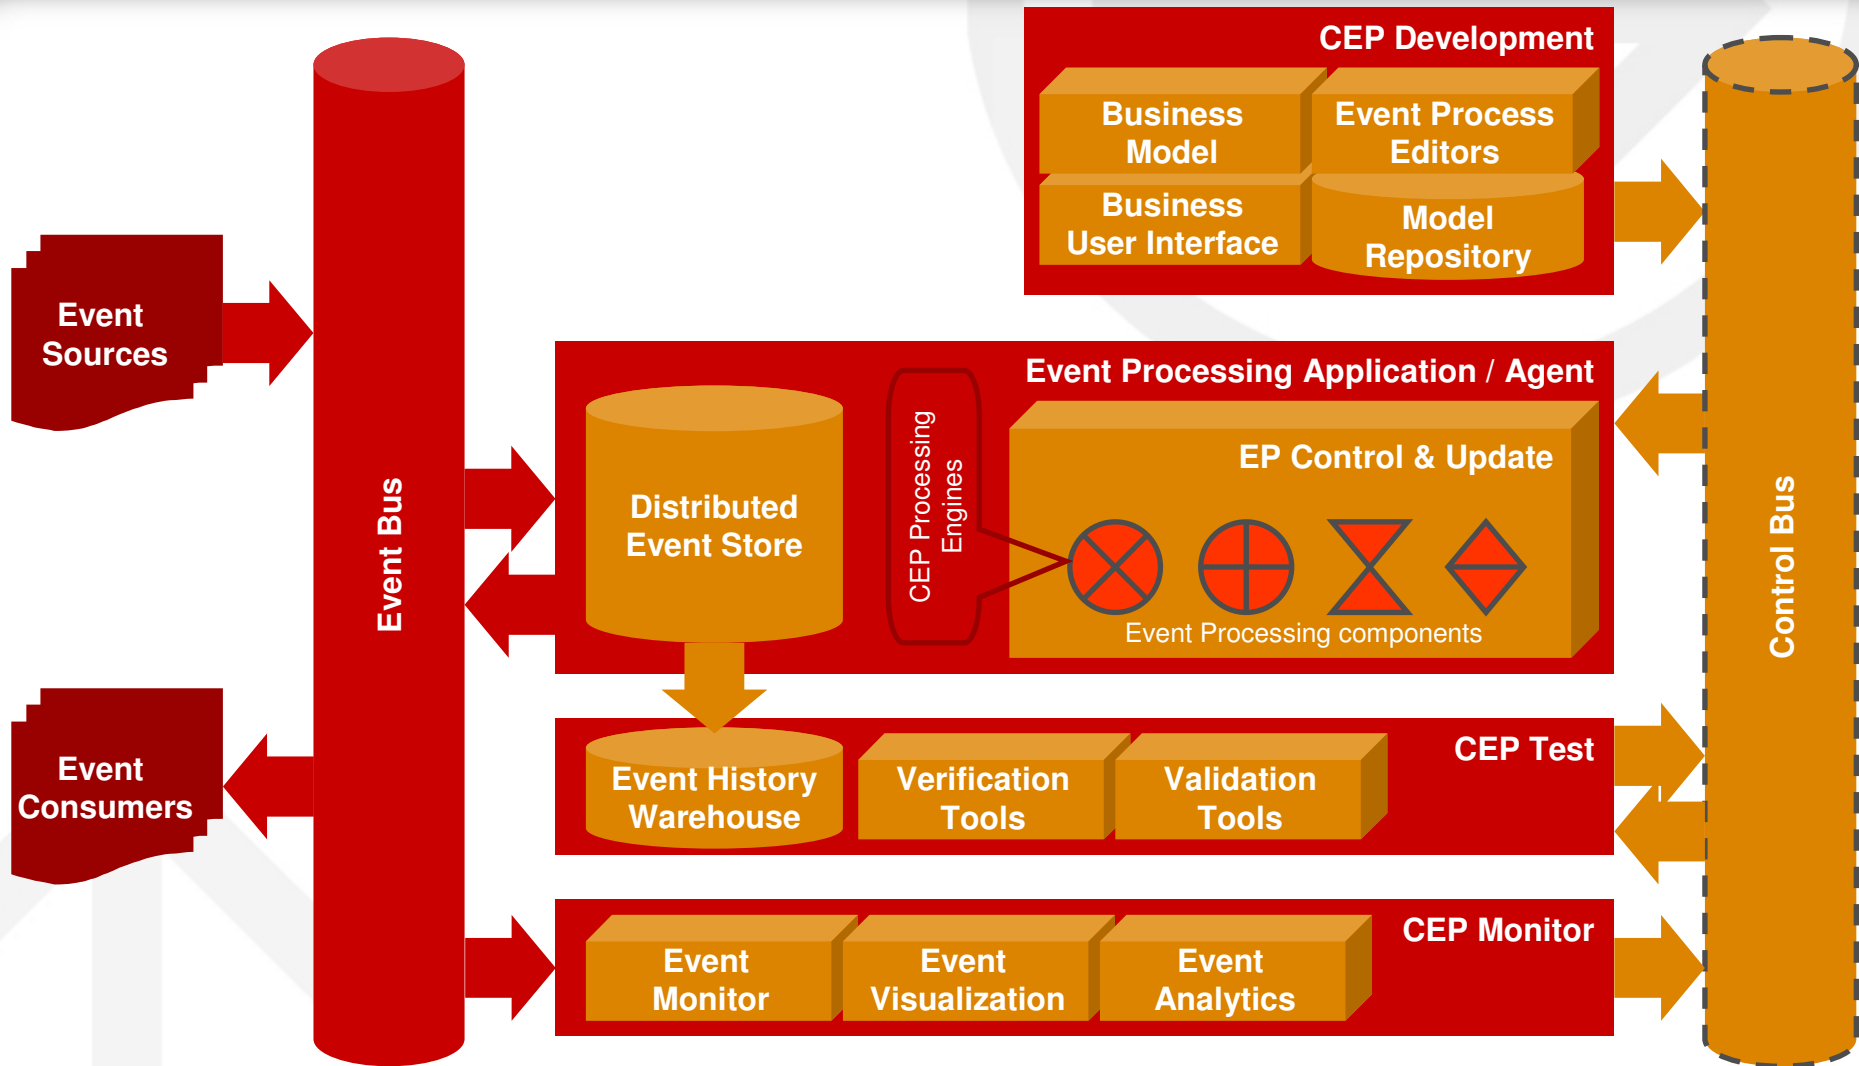 CEP Development
Business
Model
Event Process
Editors
Business
User Interface
Model
Repository
Event
Sources
Event Bus
Event Processing Application / Agent
Distributed
Event Store
CEP Processing
Engines
EP Control & Update
Event Processing components
Control Bus
Event
Consumers
CEP Test
Event History
Warehouse
Verification
Tools
Validation
Tools
CEP Monitor
Event
Monitor
Event
Visualization
Event
Analytics